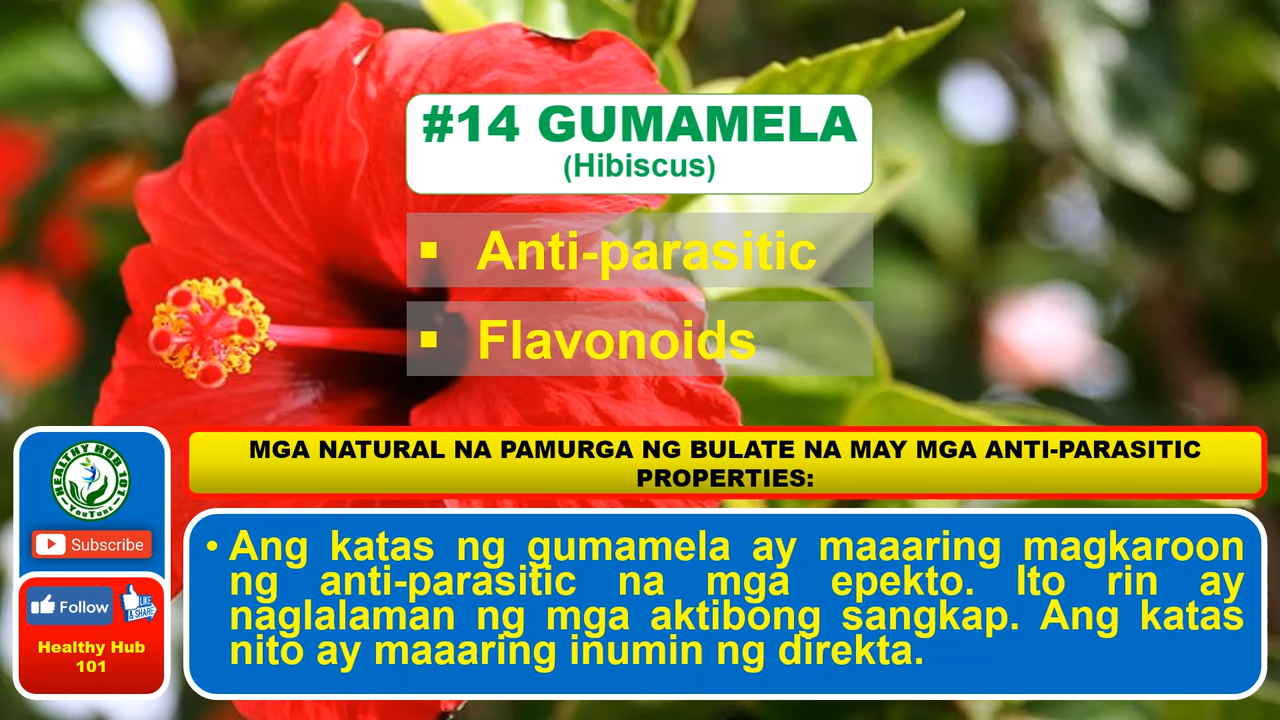 #14 GUMAMELA
(Hibiscus)
▪ Anti-parasitic
▪ Flavonoids
MGA NATURAL NA PAMURGA NG BULATE NA MAY MGA ANTI-PARASITIC
PROPERTIES:
• Ang katas ng gumamela ay maaaring magkaroon
ng anti-parasitic na mga epekto. Ito rin ay
naglalaman ng mga aktibong sangkap. Ang katas
nito ay maaaring inumin ng direkta.
HEALTHY HUB 101
YouTube
Subscribe
Follow
LIKE
& SHARE
Healthy Hub
101